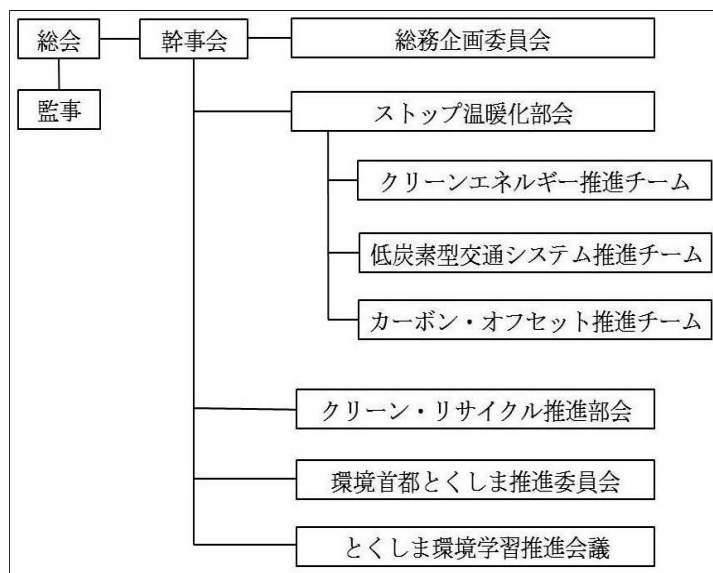 総会
幹事会
総務企画委員会
監事
ストップ温暖化部会
クリーンエネルギー推進チーム
低炭素型交通システム推進チーム
カーボン・オフセット推進チーム
クリーン・リサイクル推進部会
環境首都とくしま推進委員会
とくしま環境学習推進会議